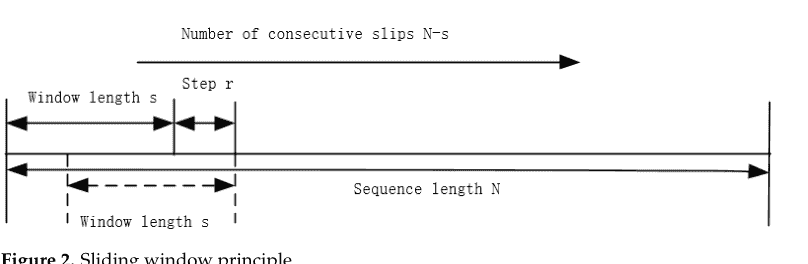 Number of consecutive slips N-s
Step r
Window length s
Sequence length N
Window length s
Figure 2. Sliding window principle